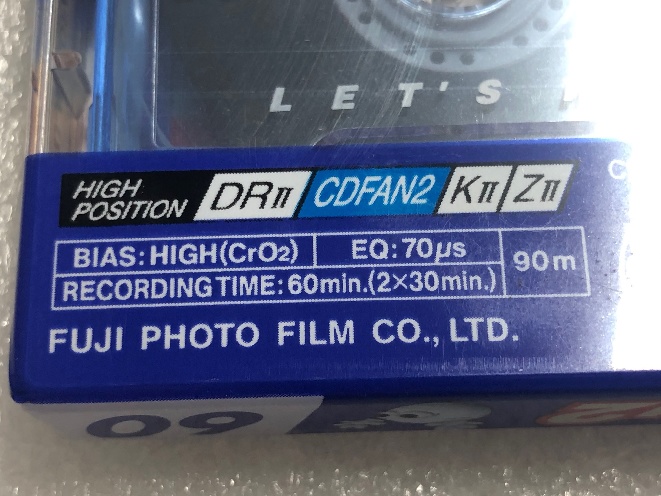 LET'S
HIGH POSITION DRII CDFAN2 KII ZII
BIAS:HIGH(CrO2) EQ:70µs 90m
RECORDING TIME:60min.(2×30min.)
FUJI PHOTO FILM CO., LTD.
60